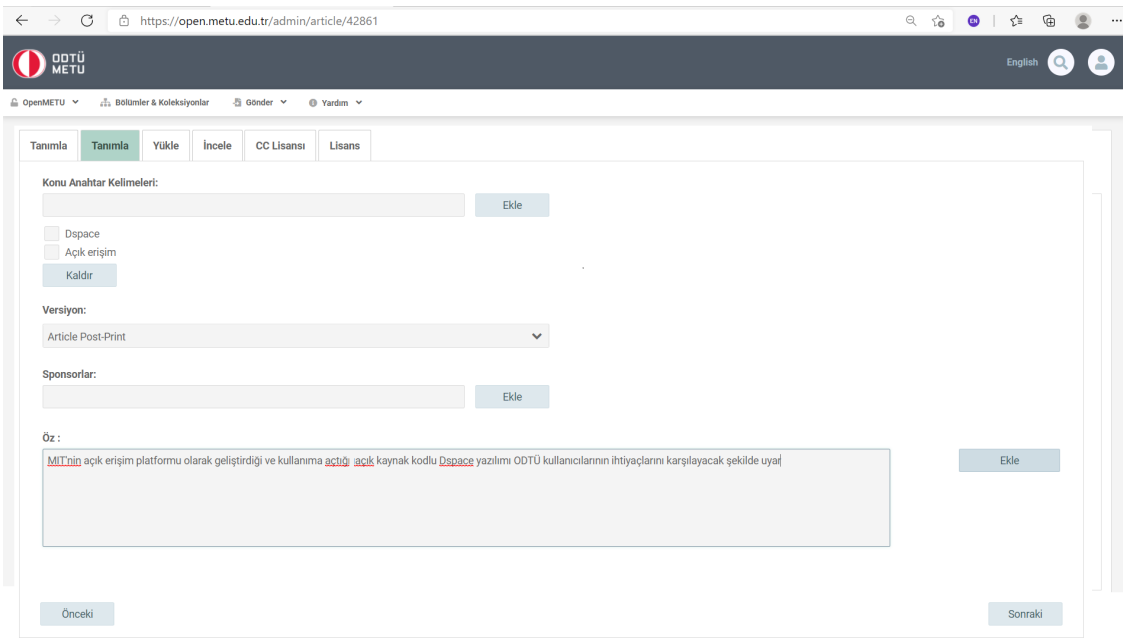 https://open.metu.edu.tr/admin/article/42861
EN
ODTÜ
METU
English
OpenMETU
Bölümler & Koleksiyonlar
Gönder
Yardım
Tanımla
Tanımla
Yükle
İncele
CC Lisansı
Lisans
Konu Anahtar Kelimeleri:
Ekle
Dspace
Açık erişim
Kaldır
Versiyon:
Article Post-Print
Sponsorlar:
Ekle
Öz :
MIT'nin açık erişim platformu olarak geliştirdiği ve kullanıma açtığı açık kaynak kodlu Dspace yazılımı ODTÜ kullanıcılarının ihtiyaçlarını karşılayacak şekilde uyar
Ekle
Önceki
Sonraki